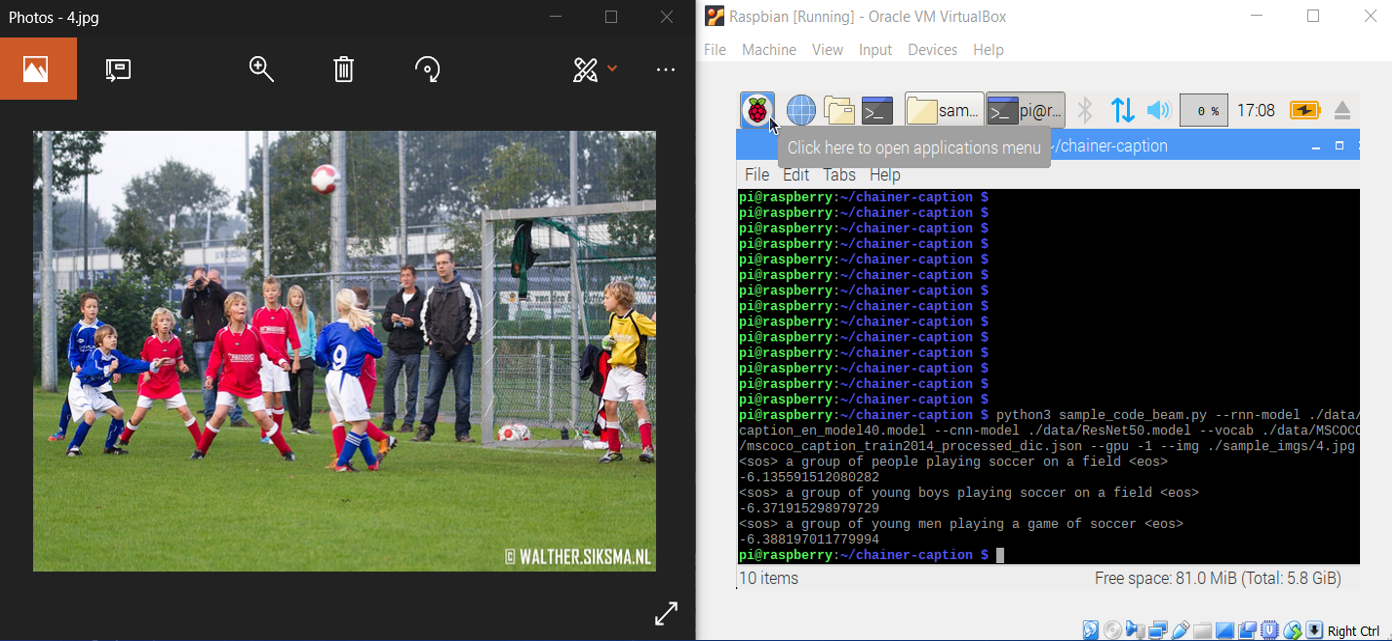 Photos - 4.jpg
9
© WALTHER.SIKSMA.NL
Raspbian [Running] - Oracle VM VirtualBox
File Machine View Input Devices Help
sam... pi@r... 0 % 17:08
Click here to open applications menu
~/chainer-caption
File Edit Tabs Help
pi@raspberry:~/chainer-caption $
pi@raspberry:~/chainer-caption $
pi@raspberry:~/chainer-caption $
pi@raspberry:~/chainer-caption $
pi@raspberry:~/chainer-caption $
pi@raspberry:~/chainer-caption $
pi@raspberry:~/chainer-caption $
pi@raspberry:~/chainer-caption $
pi@raspberry:~/chainer-caption $
pi@raspberry:~/chainer-caption $
pi@raspberry:~/chainer-caption $
pi@raspberry:~/chainer-caption $
pi@raspberry:~/chainer-caption $
pi@raspberry:~/chainer-caption $
pi@raspberry:~/chainer-caption $ python3 sample_code_beam.py --rnn-model ./data/
caption_en_model40.model --cnn-model ./data/ResNet50.model --vocab ./data/MSCOCO
/mscoco_caption_train2014_processed_dic.json --gpu -1 --img ./sample_imgs/4.jpg
<sos> a group of people playing soccer on a field <eos>
-6.135591512080282
<sos> a group of young boys playing soccer on a field <eos>
-6.371915298979729
<sos> a group of young men playing a game of soccer <eos>
-6.388197011779994
pi@raspberry:~/chainer-caption $
10 items
Free space: 81.0 MiB (Total: 5.8 GiB)
Right Ctrl